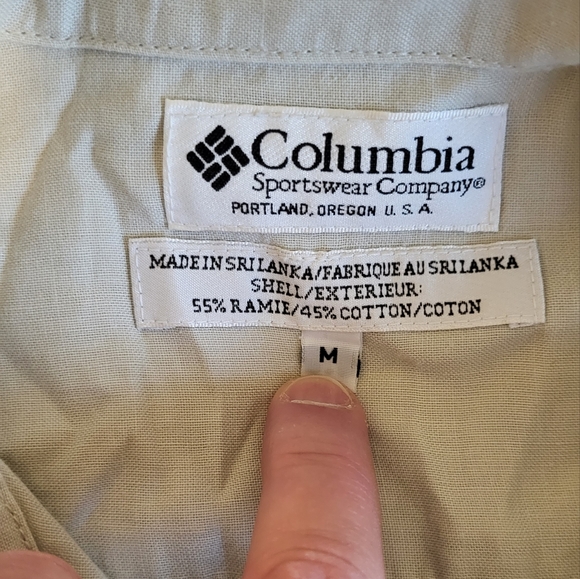 Columbia
Sportswear Company®
PORTLAND, OREGON U.S.A.
MADE IN SRI LANKA/FABRIQUE AU SRI LANKA
SHELL/EXTERIEUR:
55% RAMIE/45% COTTON/COTON
M